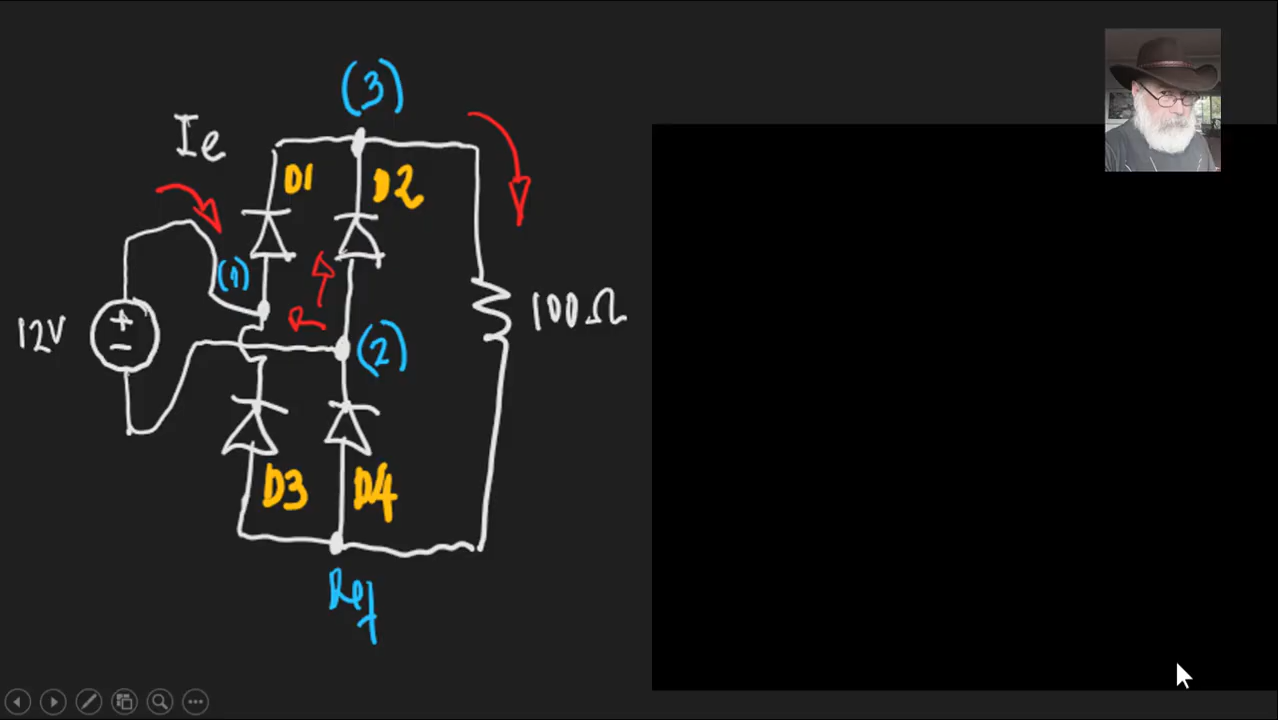 (3)
Ie
D1
D2
(1)
12V
+
-
R
(2)
100Ω
D3
D4
Ref